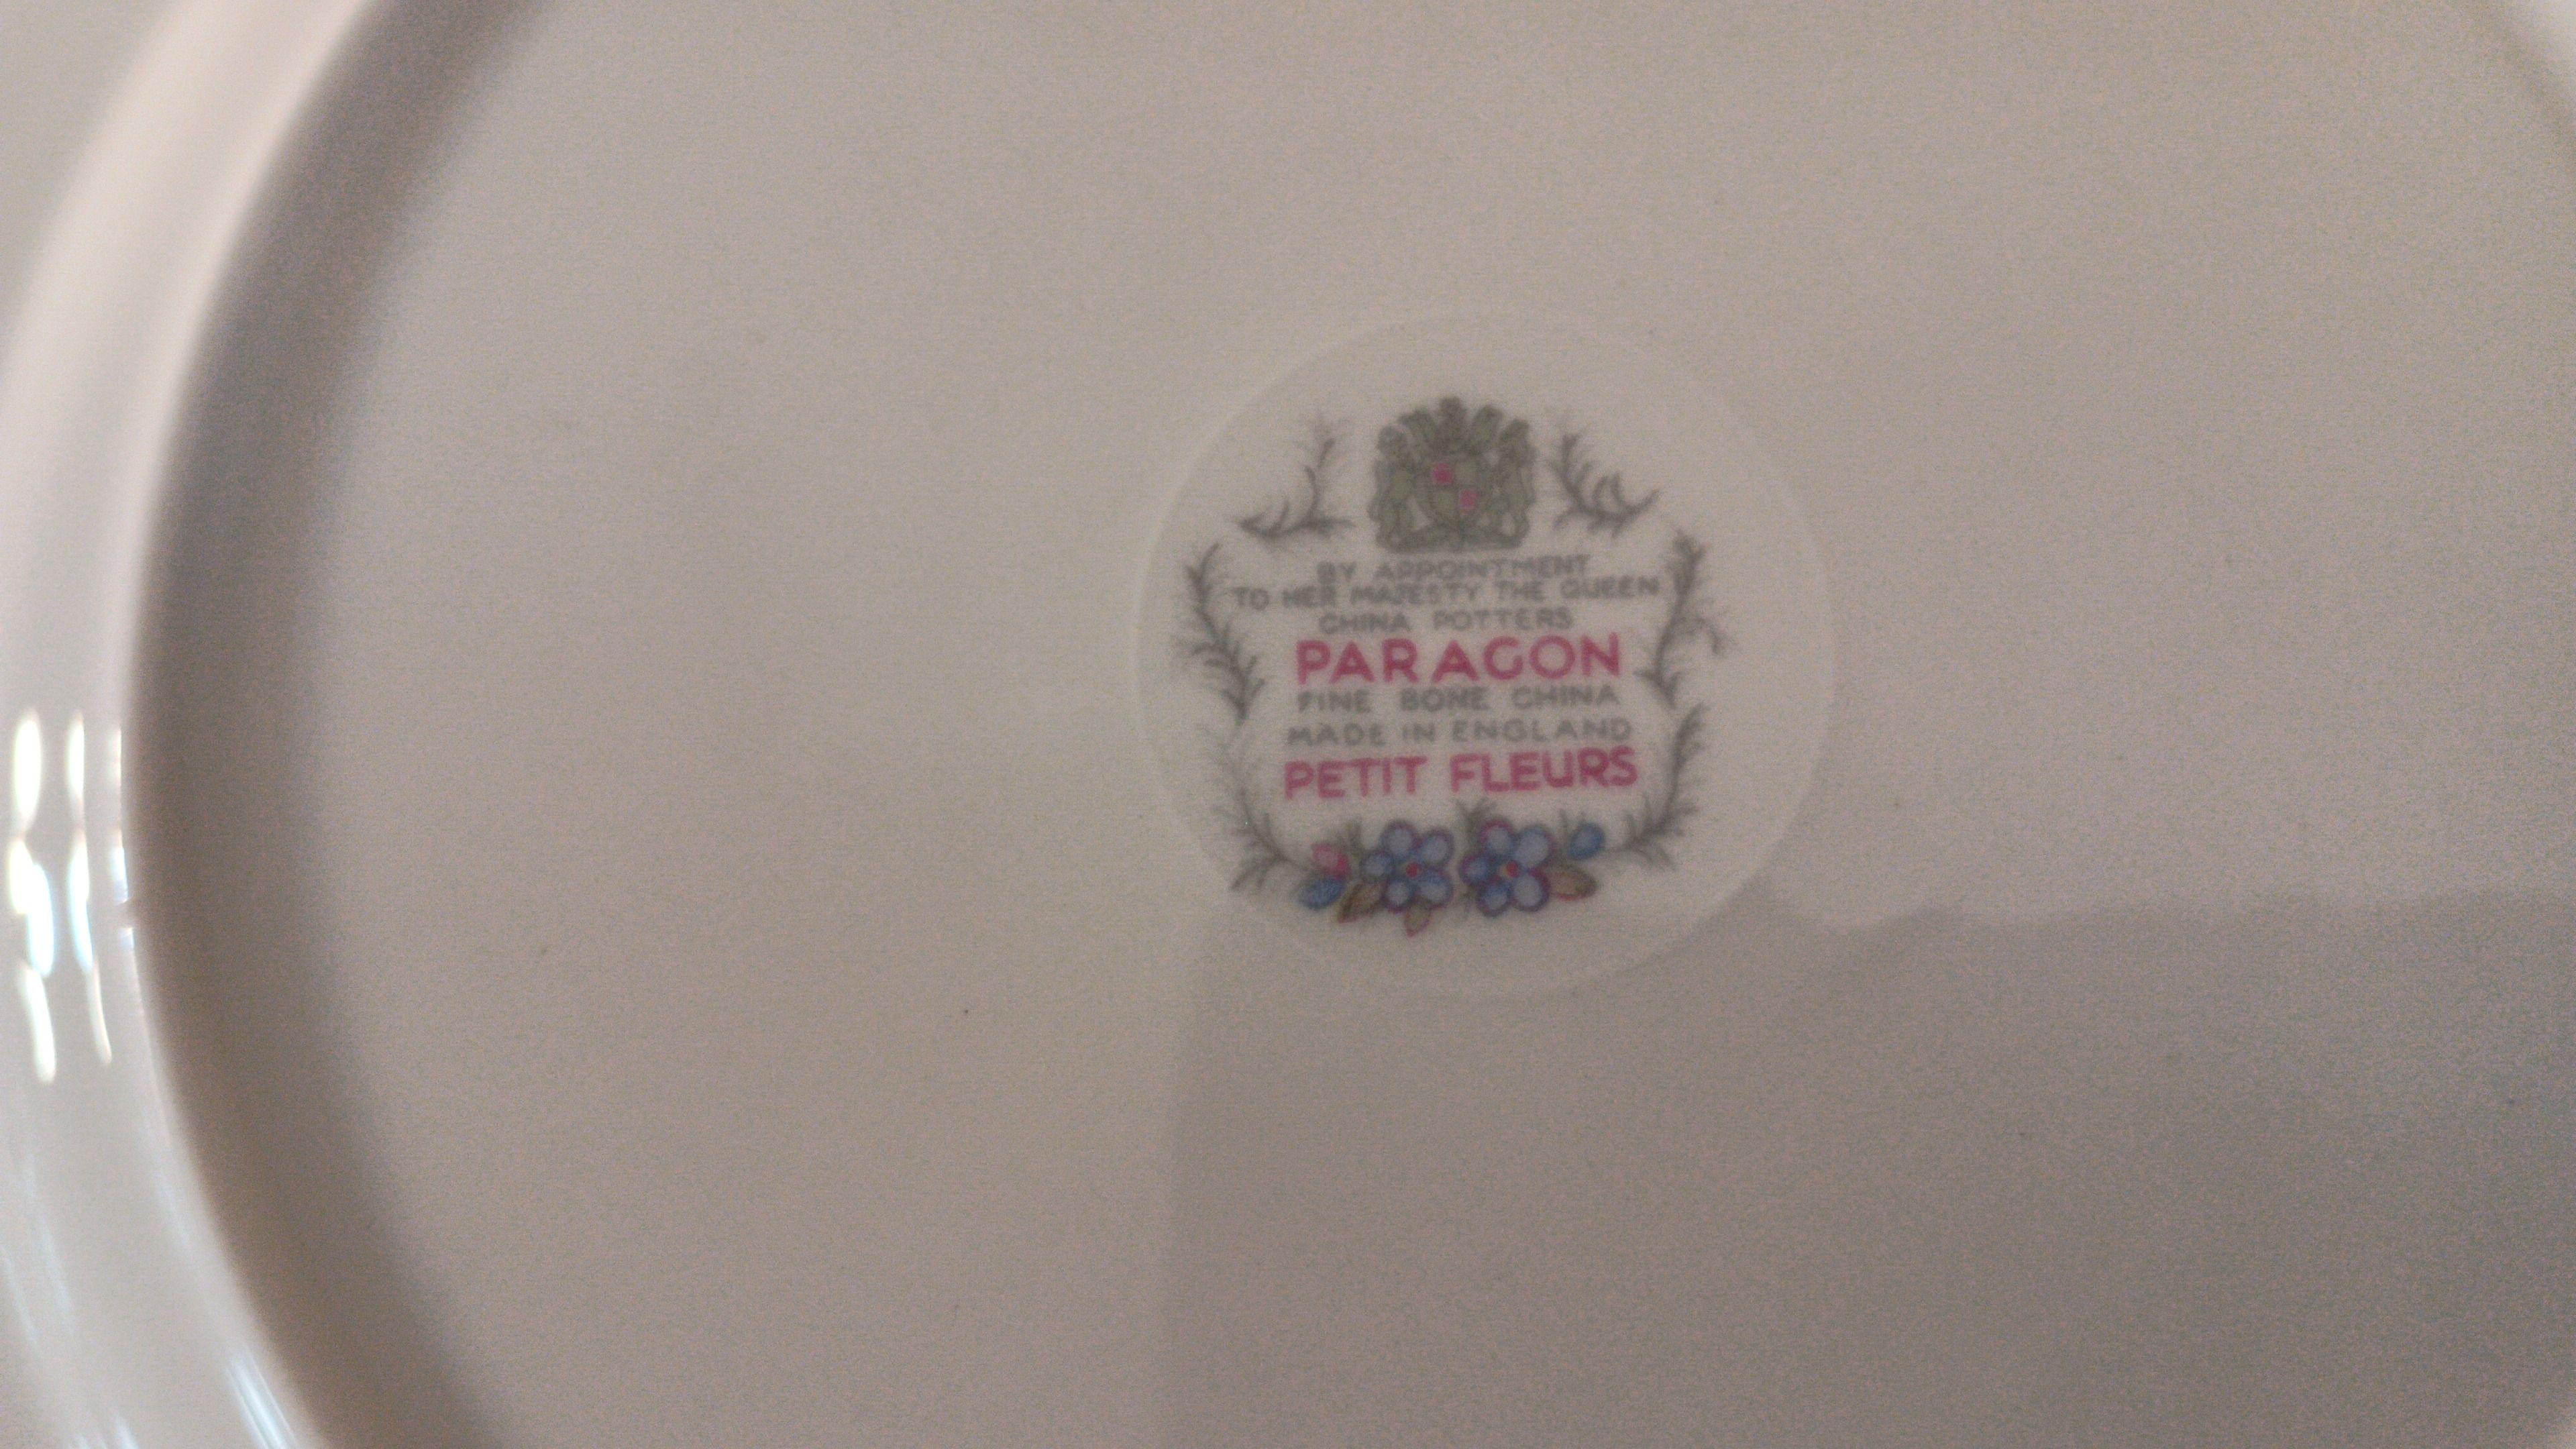 BY APPOINTMENT
TO HER MAJESTY THE QUEEN
CHINA POTTERS
PARAGON
FINE BONE CHINA
MADE IN ENGLAND
PETIT FLEURS